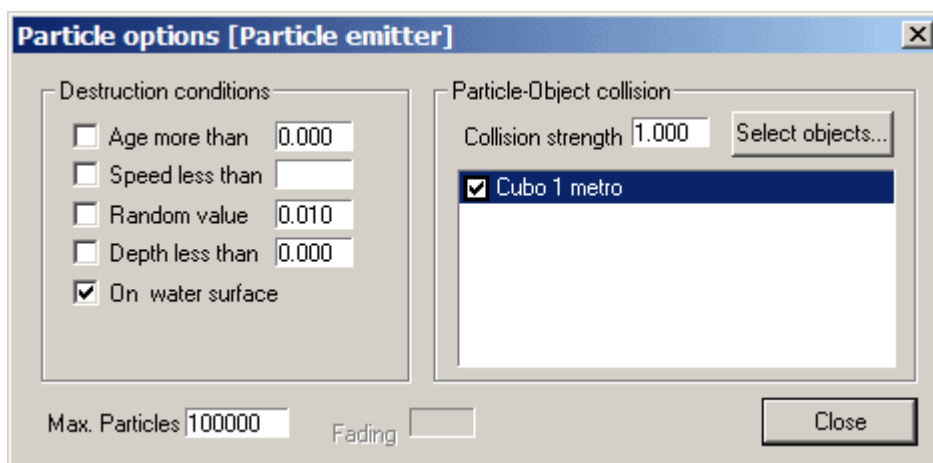 Particle options [Particle emitter]
Destruction conditions
Age more than 0.000
Speed less than
Random value 0.010
Depth less than 0.000
On water surface
Particle-Object collision
Collision strength 1.000 Select objects...
Cubo 1 metro
Max. Particles 100000 Fading Close